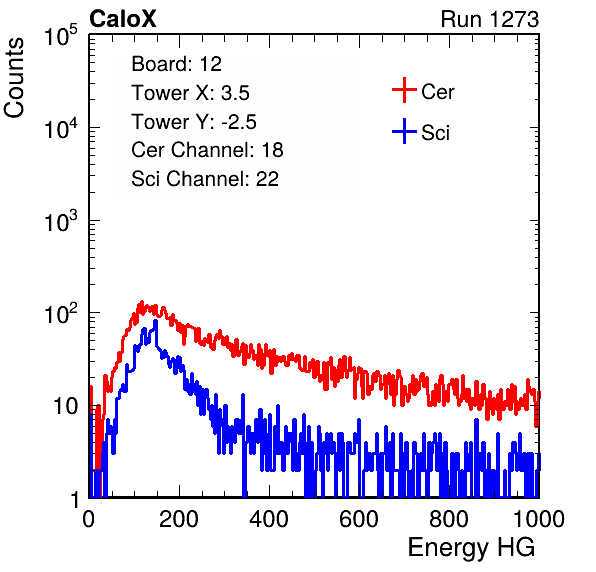 CaloX Run 1273
Counts
10^5
Board: 12
Tower X: 3.5
Tower Y: -2.5
Cer Channel: 18
Sci Channel: 22
Cer
Sci
10^4
10^3
10^2
10
1
0 200 400 600 800 1000
Energy HG